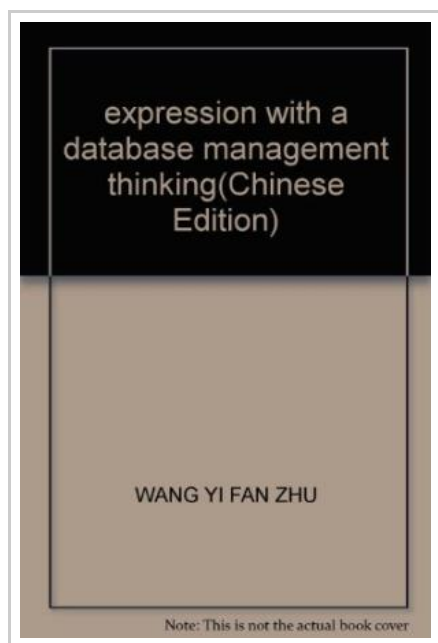 expression with a
database management
thinking(Chinese
Edition)
WANG YI FAN ZHU
Note: This is not the actual book cover